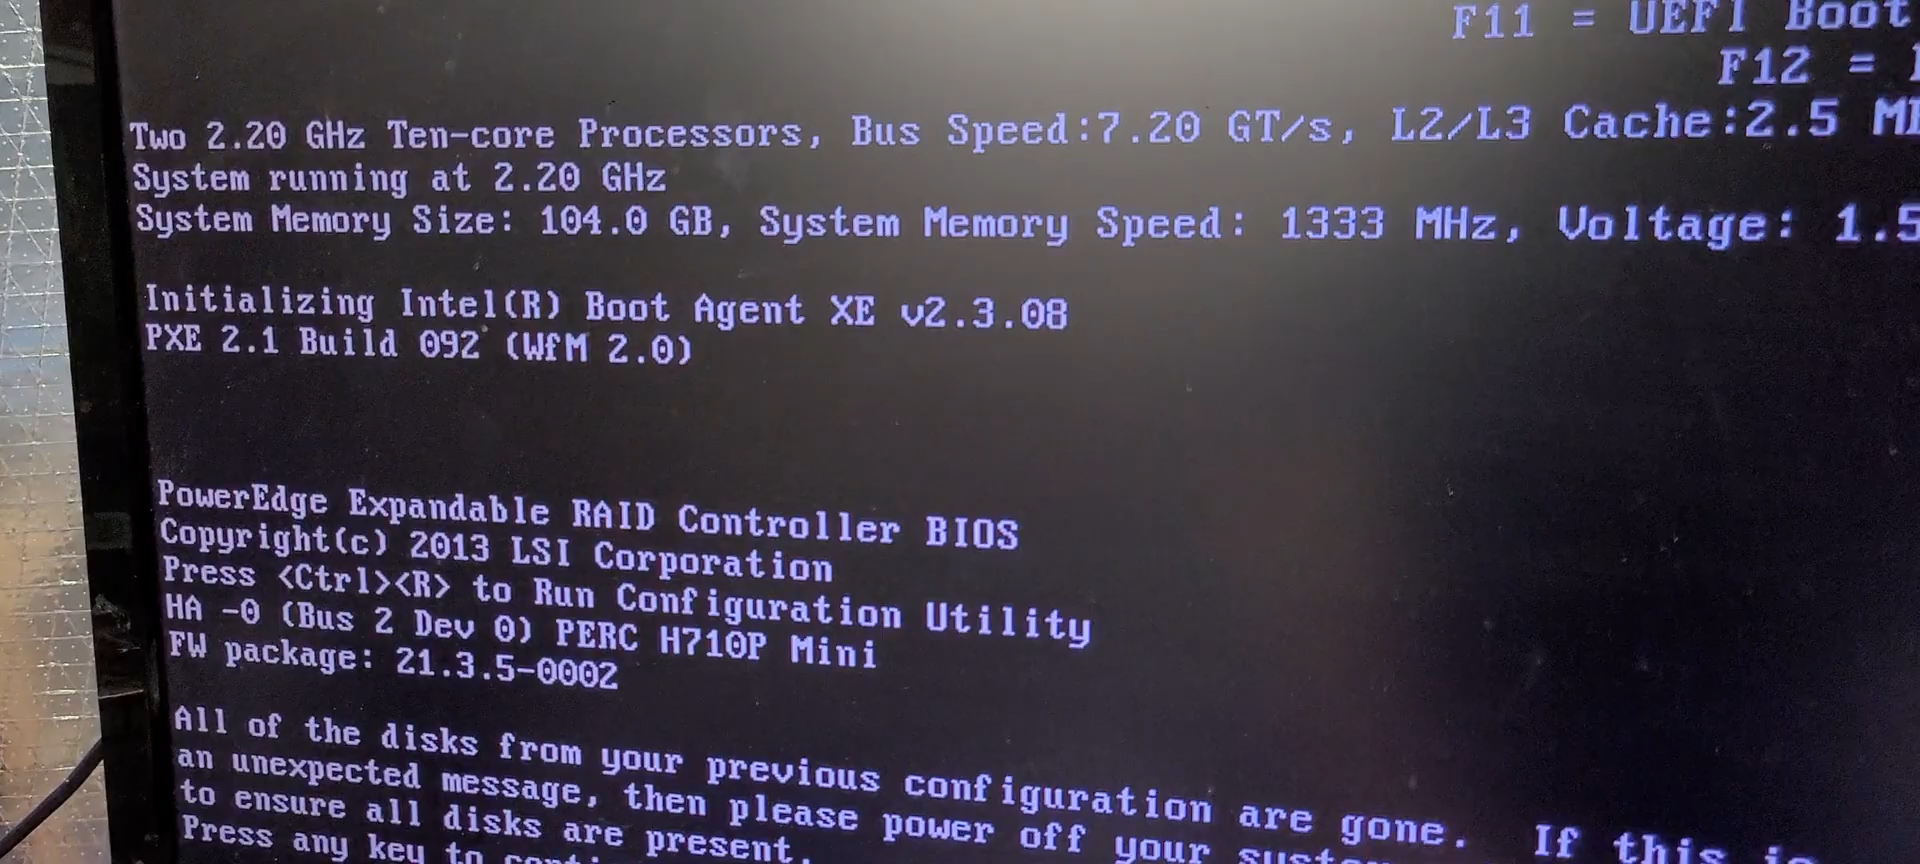 F11 = UEFI Boot
F12 =
Two 2.20 GHz Ten-core Processors, Bus Speed:7.20 GT/s, L2/L3 Cache:2.5
System running at 2.20 GHz
System Memory Size: 104.0 GB, System Memory Speed: 1333 MHz, Voltage: 1.5
Initializing Intel(R) Boot Agent XE v2.3.08
PXE 2.1 Build 092 (WfM 2.0)
PowerEdge Expandable RAID Controller BIOS
Copyright(c) 2013 LSI Corporation
Press <Ctrl><R> to Run Configuration Utility
HA -0 (Bus 2 Dev 0) PERC H710P Mini
FW package: 21.3.5-0002
All of the disks from your previous configuration are gone. If this is
an unexpected message, then please power off your
to ensure all disks are present.
Press any key to